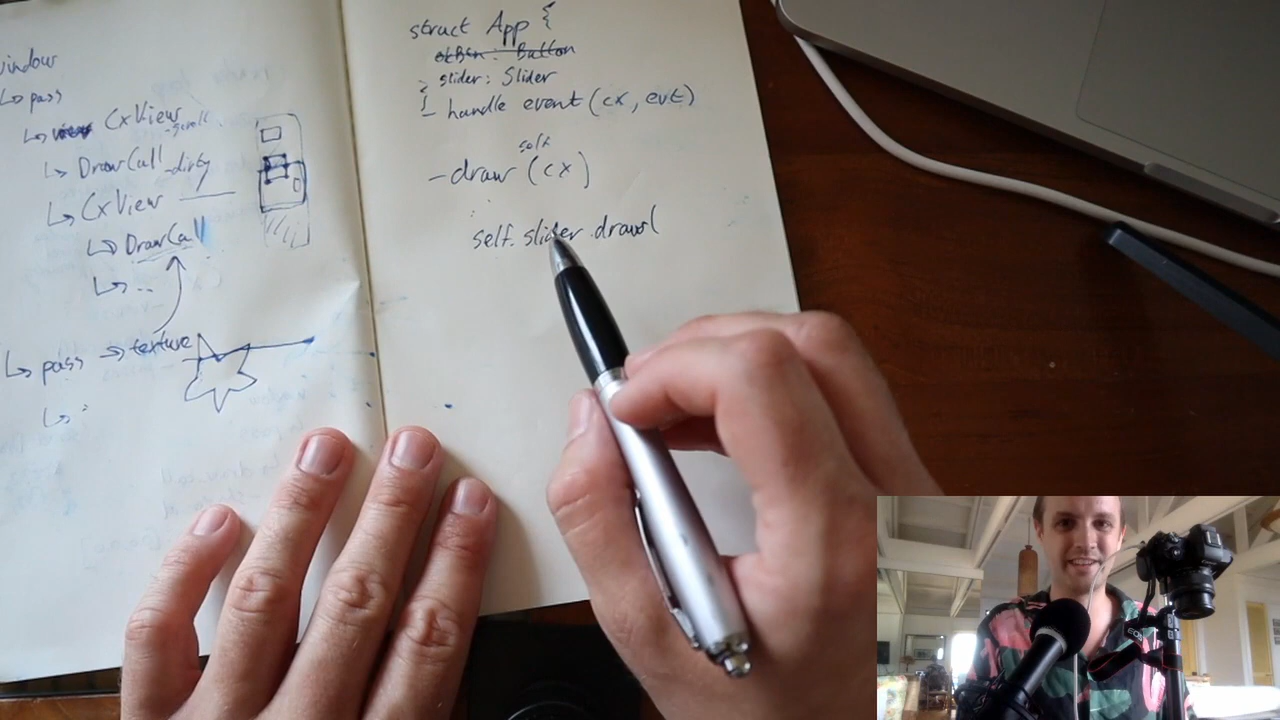 window
↳ pass
↳ CxView
-scroll
↳ DrawCall -dirty
↳ CxView
↳ DrawCall
↳ ..
↳ pass → texture
↳
struct App {
okBtn : Button
slider : Slider
}
- handle event (cx, evt)
self
- draw (cx)
self. slider. draw(